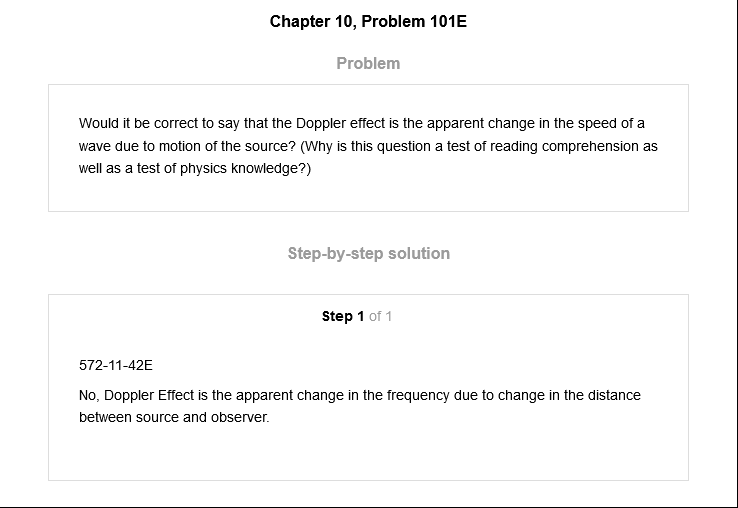 Chapter 10, Problem 101E
Problem
Would it be correct to say that the Doppler effect is the apparent change in the speed of a
wave due to motion of the source? (Why is this question a test of reading comprehension as
well as a test of physics knowledge?)
Step-by-step solution
Step 1 of 1
572-11-42E
No, Doppler Effect is the apparent change in the frequency due to change in the distance
between source and observer.